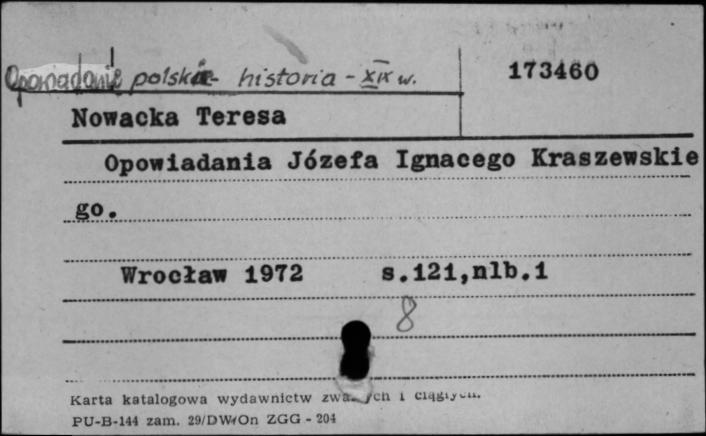 Opowiadanie polskie - historia - XIX w.
173460
Nowacka Teresa
Opowiadania Józefa Ignacego Kraszewskie
go.
Wrocław 1972 s.121,nlb.1
8
Karta katalogowa wydawnictw i ciągłych.
PU-B-144 zam. 29/DW/On ZGG - 204